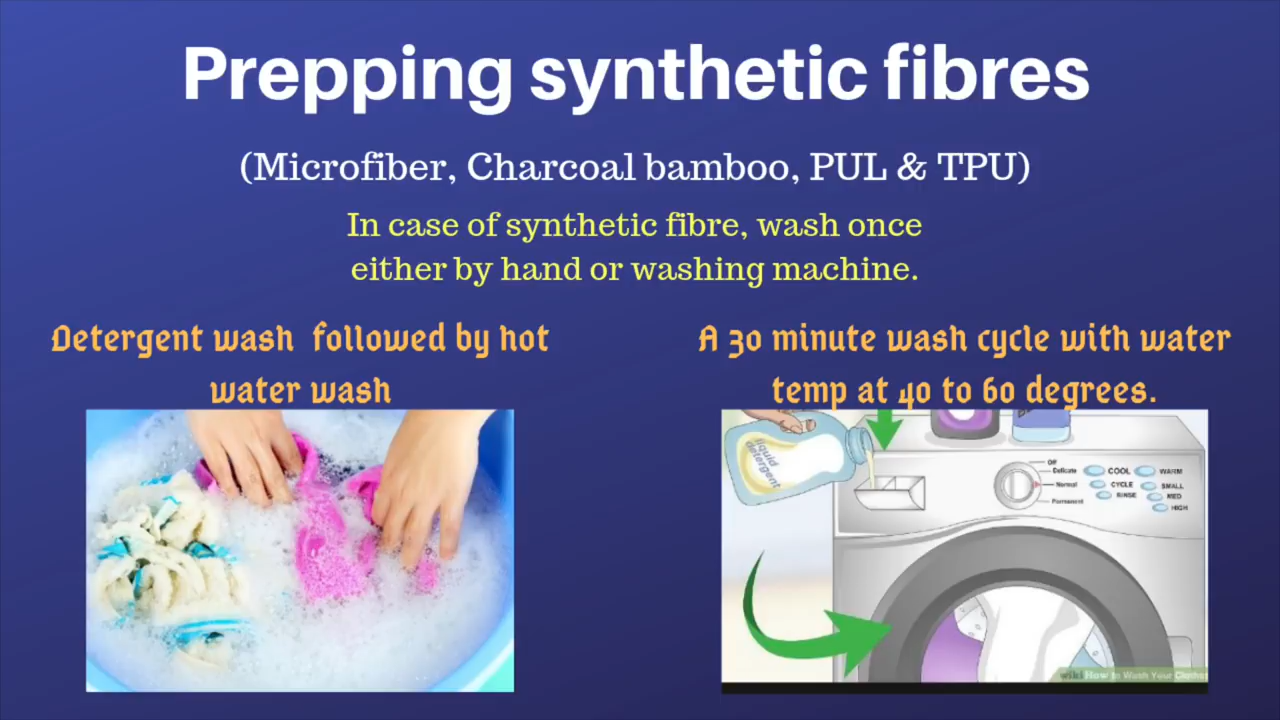 Prepping synthetic fibres
(Microfiber, Charcoal bamboo, PUL & TPU)
In case of synthetic fibre, wash once
either by hand or washing machine.
Detergent wash followed by hot
water wash
A 30 minute wash cycle with water
temp at 40 to 60 degrees.
liquid
detergent
Off
Delicate
Normal
Permanent
COOL
WARM
CYCLE
SMALL
RINSE
MED
HIGH
wikiHow to Wash Your Clothes